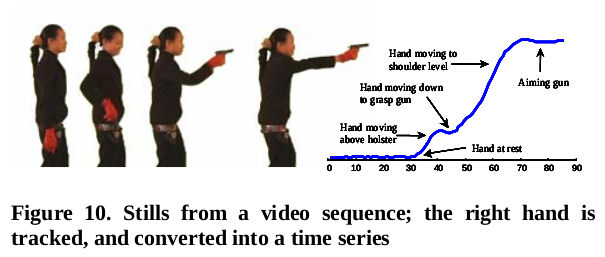 Hand moving to
shoulder level
Aiming gun
Hand moving down
to grasp gun
Hand moving
above holster
Hand at rest
0 10 20 30 40 50 60 70 80 90
Figure 10. Stills from a video sequence; the right hand is
tracked, and converted into a time series